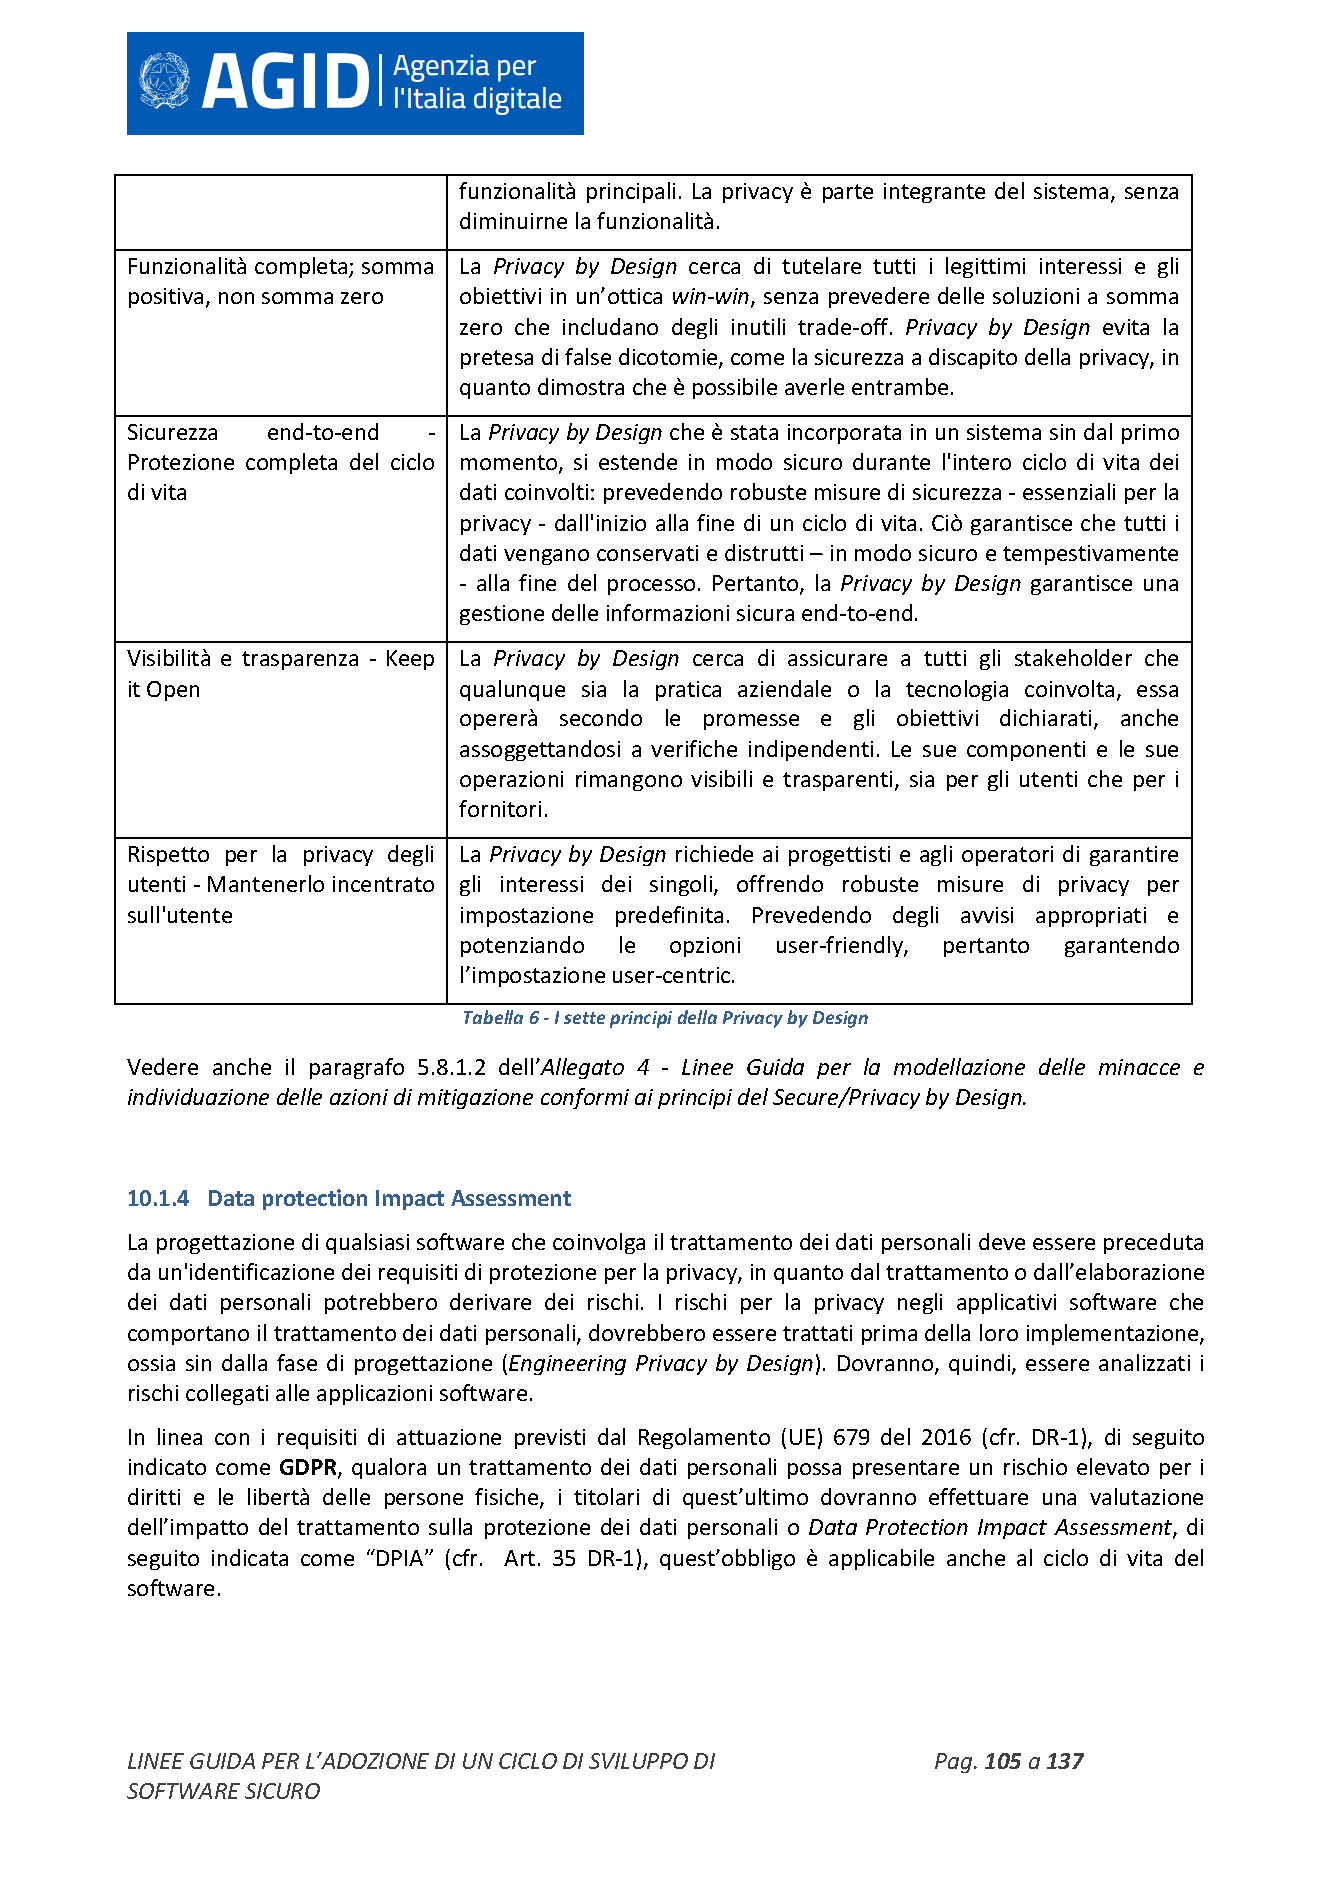 AGID Agenzia per
l'Italia digitale
funzionalità principali. La privacy è parte integrante del sistema, senza
diminuirne la funzionalità.
Funzionalità completa; somma
positiva, non somma zero
La Privacy by Design cerca di tutelare tutti i legittimi interessi e gli
obiettivi in un’ottica win-win, senza prevedere delle soluzioni a somma
zero che includano degli inutili trade-off. Privacy by Design evita la
pretesa di false dicotomie, come la sicurezza a discapito della privacy, in
quanto dimostra che è possibile averle entrambe.
Sicurezza end-to-end -
Protezione completa del ciclo
di vita
La Privacy by Design che è stata incorporata in un sistema sin dal primo
momento, si estende in modo sicuro durante l'intero ciclo di vita dei
dati coinvolti: prevedendo robuste misure di sicurezza - essenziali per la
privacy - dall'inizio alla fine di un ciclo di vita. Ciò garantisce che tutti i
dati vengano conservati e distrutti – in modo sicuro e tempestivamente
- alla fine del processo. Pertanto, la Privacy by Design garantisce una
gestione delle informazioni sicura end-to-end.
Visibilità e trasparenza - Keep
it Open
La Privacy by Design cerca di assicurare a tutti gli stakeholder che
qualunque sia la pratica aziendale o la tecnologia coinvolta, essa
opererà secondo le promesse e gli obiettivi dichiarati, anche
assoggettandosi a verifiche indipendenti. Le sue componenti e le sue
operazioni rimangono visibili e trasparenti, sia per gli utenti che per i
fornitori.
Rispetto per la privacy degli
utenti - Mantenerlo incentrato
sull'utente
La Privacy by Design richiede ai progettisti e agli operatori di garantire
gli interessi dei singoli, offrendo robuste misure di privacy per
impostazione predefinita. Prevedendo degli avvisi appropriati e
potenziando le opzioni user-friendly, pertanto garantendo
l’impostazione user-centric.
Tabella 6 - I sette principi della Privacy by Design
Vedere anche il paragrafo 5.8.1.2 dell’Allegato 4 - Linee Guida per la modellazione delle minacce e
individuazione delle azioni di mitigazione conformi ai principi del Secure/Privacy by Design.
10.1.4 Data protection Impact Assessment
La progettazione di qualsiasi software che coinvolga il trattamento dei dati personali deve essere preceduta
da un'identificazione dei requisiti di protezione per la privacy, in quanto dal trattamento o dall’elaborazione
dei dati personali potrebbero derivare dei rischi. I rischi per la privacy negli applicativi software che
comportano il trattamento dei dati personali, dovrebbero essere trattati prima della loro implementazione,
ossia sin dalla fase di progettazione (Engineering Privacy by Design). Dovranno, quindi, essere analizzati i
rischi collegati alle applicazioni software.
In linea con i requisiti di attuazione previsti dal Regolamento (UE) 679 del 2016 (cfr. DR-1), di seguito
indicato come GDPR, qualora un trattamento dei dati personali possa presentare un rischio elevato per i
diritti e le libertà delle persone fisiche, i titolari di quest’ultimo dovranno effettuare una valutazione
dell’impatto del trattamento sulla protezione dei dati personali o Data Protection Impact Assessment, di
seguito indicata come “DPIA” (cfr. Art. 35 DR-1), quest’obbligo è applicabile anche al ciclo di vita del
software.
LINEE GUIDA PER L’ADOZIONE DI UN CICLO DI SVILUPPO DI
SOFTWARE SICURO
Pag. 105 a 137